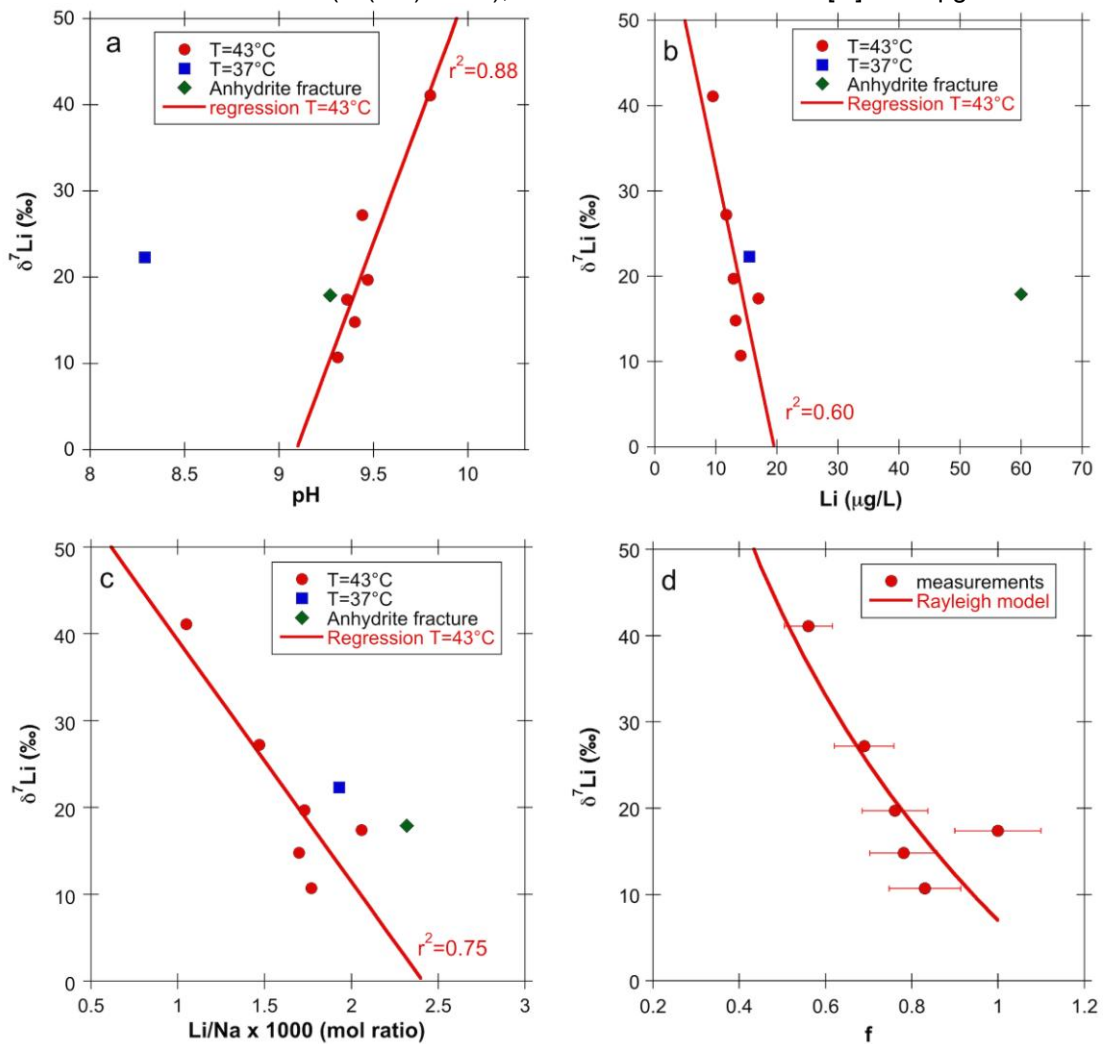 a
T=43°C
T=37°C
Anhydrite fracture
regression T=43°C
r²=0.88
50
40
30
20
10
0
δ⁷Li (‰)
8 8.5 9 9.5 10
pH
b
T=43°C
T=37°C
Anhydrite fracture
Regression T=43°C
r²=0.60
50
40
30
20
10
0
δ⁷Li (‰)
0 10 20 30 40 50 60 70
Li (μg/L)
c
T=43°C
T=37°C
Anhydrite fracture
Regression T=43°C
r²=0.75
50
40
30
20
10
0
δ⁷Li (‰)
0.5 1 1.5 2 2.5 3
Li/Na x 1000 (mol ratio)
d
measurements
Rayleigh model
50
40
30
20
10
0
δ⁷Li (‰)
0.2 0.4 0.6 0.8 1 1.2
f